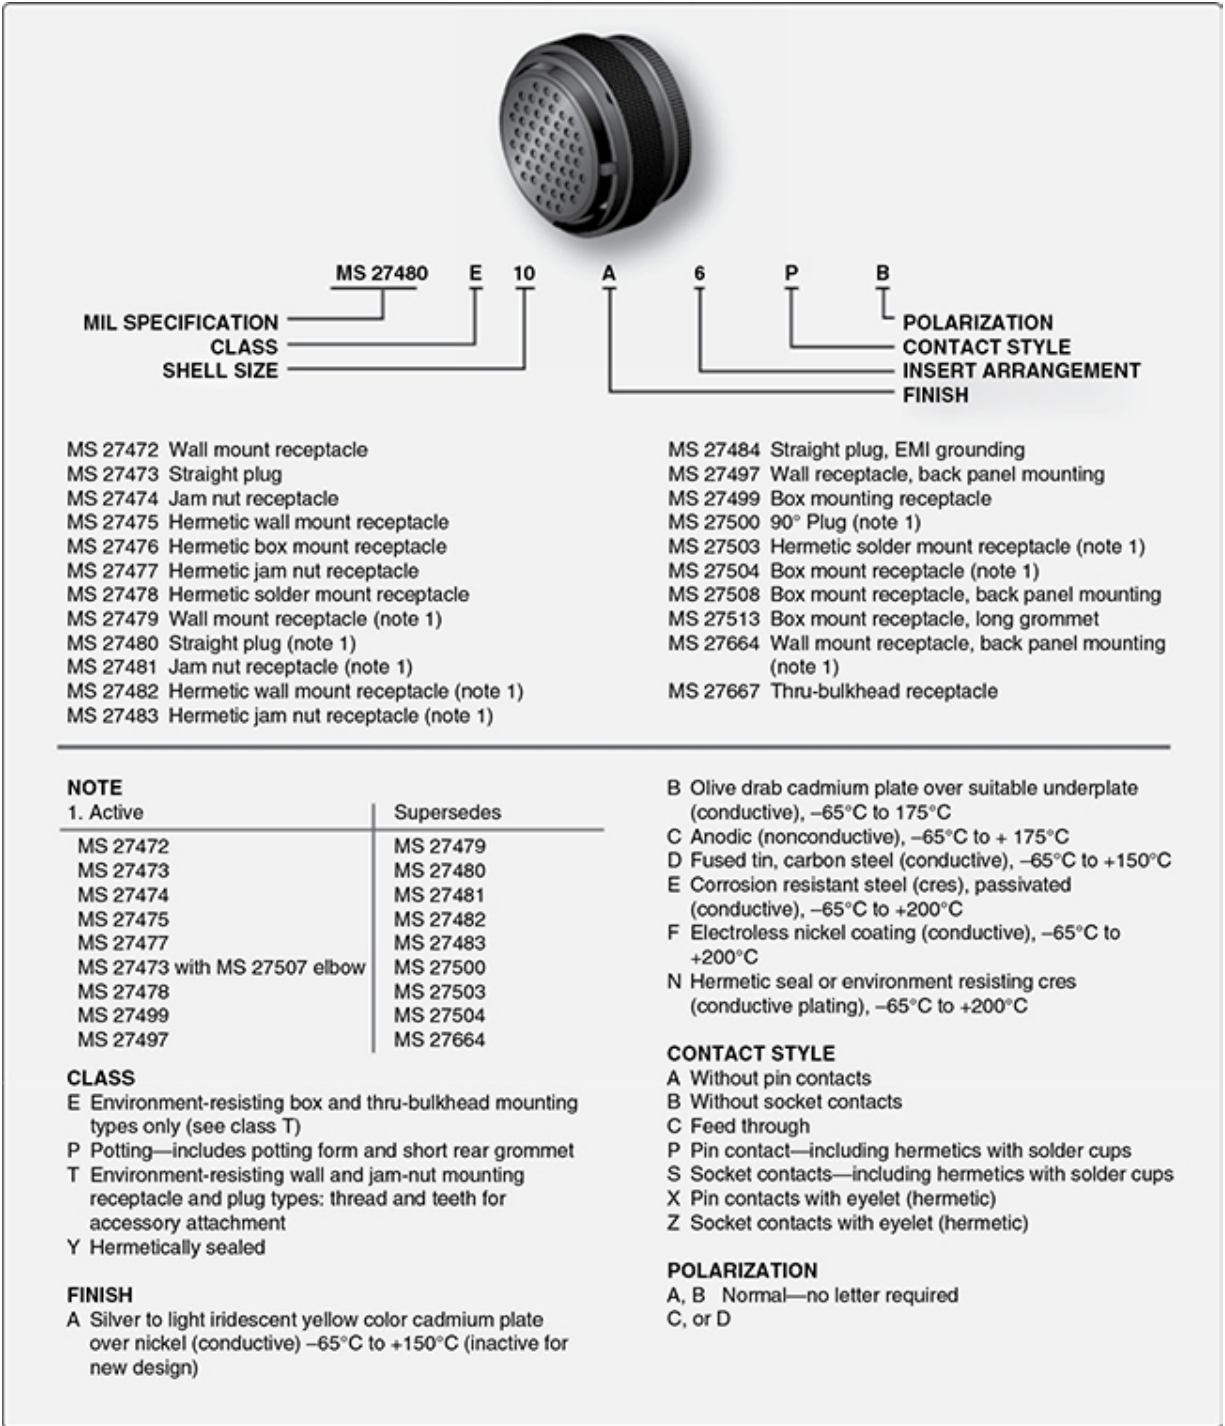 MS 27480 E 10 A 6 P B
MIL SPECIFICATION
CLASS
SHELL SIZE
POLARIZATION
CONTACT STYLE
INSERT ARRANGEMENT
FINISH
MS 27472 Wall mount receptacle
MS 27473 Straight plug
MS 27474 Jam nut receptacle
MS 27475 Hermetic wall mount receptacle
MS 27476 Hermetic box mount receptacle
MS 27477 Hermetic jam nut receptacle
MS 27478 Hermetic solder mount receptacle
MS 27479 Wall mount receptacle (note 1)
MS 27480 Straight plug (note 1)
MS 27481 Jam nut receptacle (note 1)
MS 27482 Hermetic wall mount receptacle (note 1)
MS 27483 Hermetic jam nut receptacle (note 1)
MS 27484 Straight plug, EMI grounding
MS 27497 Wall receptacle, back panel mounting
MS 27499 Box mounting receptacle
MS 27500 90° Plug (note 1)
MS 27503 Hermetic solder mount receptacle (note 1)
MS 27504 Box mount receptacle (note 1)
MS 27508 Box mount receptacle, back panel mounting
MS 27513 Box mount receptacle, long grommet
MS 27664 Wall mount receptacle, back panel mounting
(note 1)
MS 27667 Thru-bulkhead receptacle
NOTE
1. Active Supersedes
MS 27472 MS 27479
MS 27473 MS 27480
MS 27474 MS 27481
MS 27475 MS 27482
MS 27477 MS 27483
MS 27473 with MS 27507 elbow MS 27500
MS 27478 MS 27503
MS 27499 MS 27504
MS 27497 MS 27664
CLASS
E Environment-resisting box and thru-bulkhead mounting
types only (see class T)
P Potting—includes potting form and short rear grommet
T Environment-resisting wall and jam-nut mounting
receptacle and plug types: thread and teeth for
accessory attachment
Y Hermetically sealed
FINISH
A Silver to light iridescent yellow color cadmium plate
over nickel (conductive) –65°C to +150°C (inactive for
new design)
B Olive drab cadmium plate over suitable underplate
(conductive), –65°C to 175°C
C Anodic (nonconductive), –65°C to + 175°C
D Fused tin, carbon steel (conductive), –65°C to +150°C
E Corrosion resistant steel (cres), passivated
(conductive), –65°C to +200°C
F Electroless nickel coating (conductive), –65°C to
+200°C
N Hermetic seal or environment resisting cres
(conductive plating), –65°C to +200°C
CONTACT STYLE
A Without pin contacts
B Without socket contacts
C Feed through
P Pin contact—including hermetics with solder cups
S Socket contacts—including hermetics with solder cups
X Pin contacts with eyelet (hermetic)
Z Socket contacts with eyelet (hermetic)
POLARIZATION
A, B Normal—no letter required
C, or D